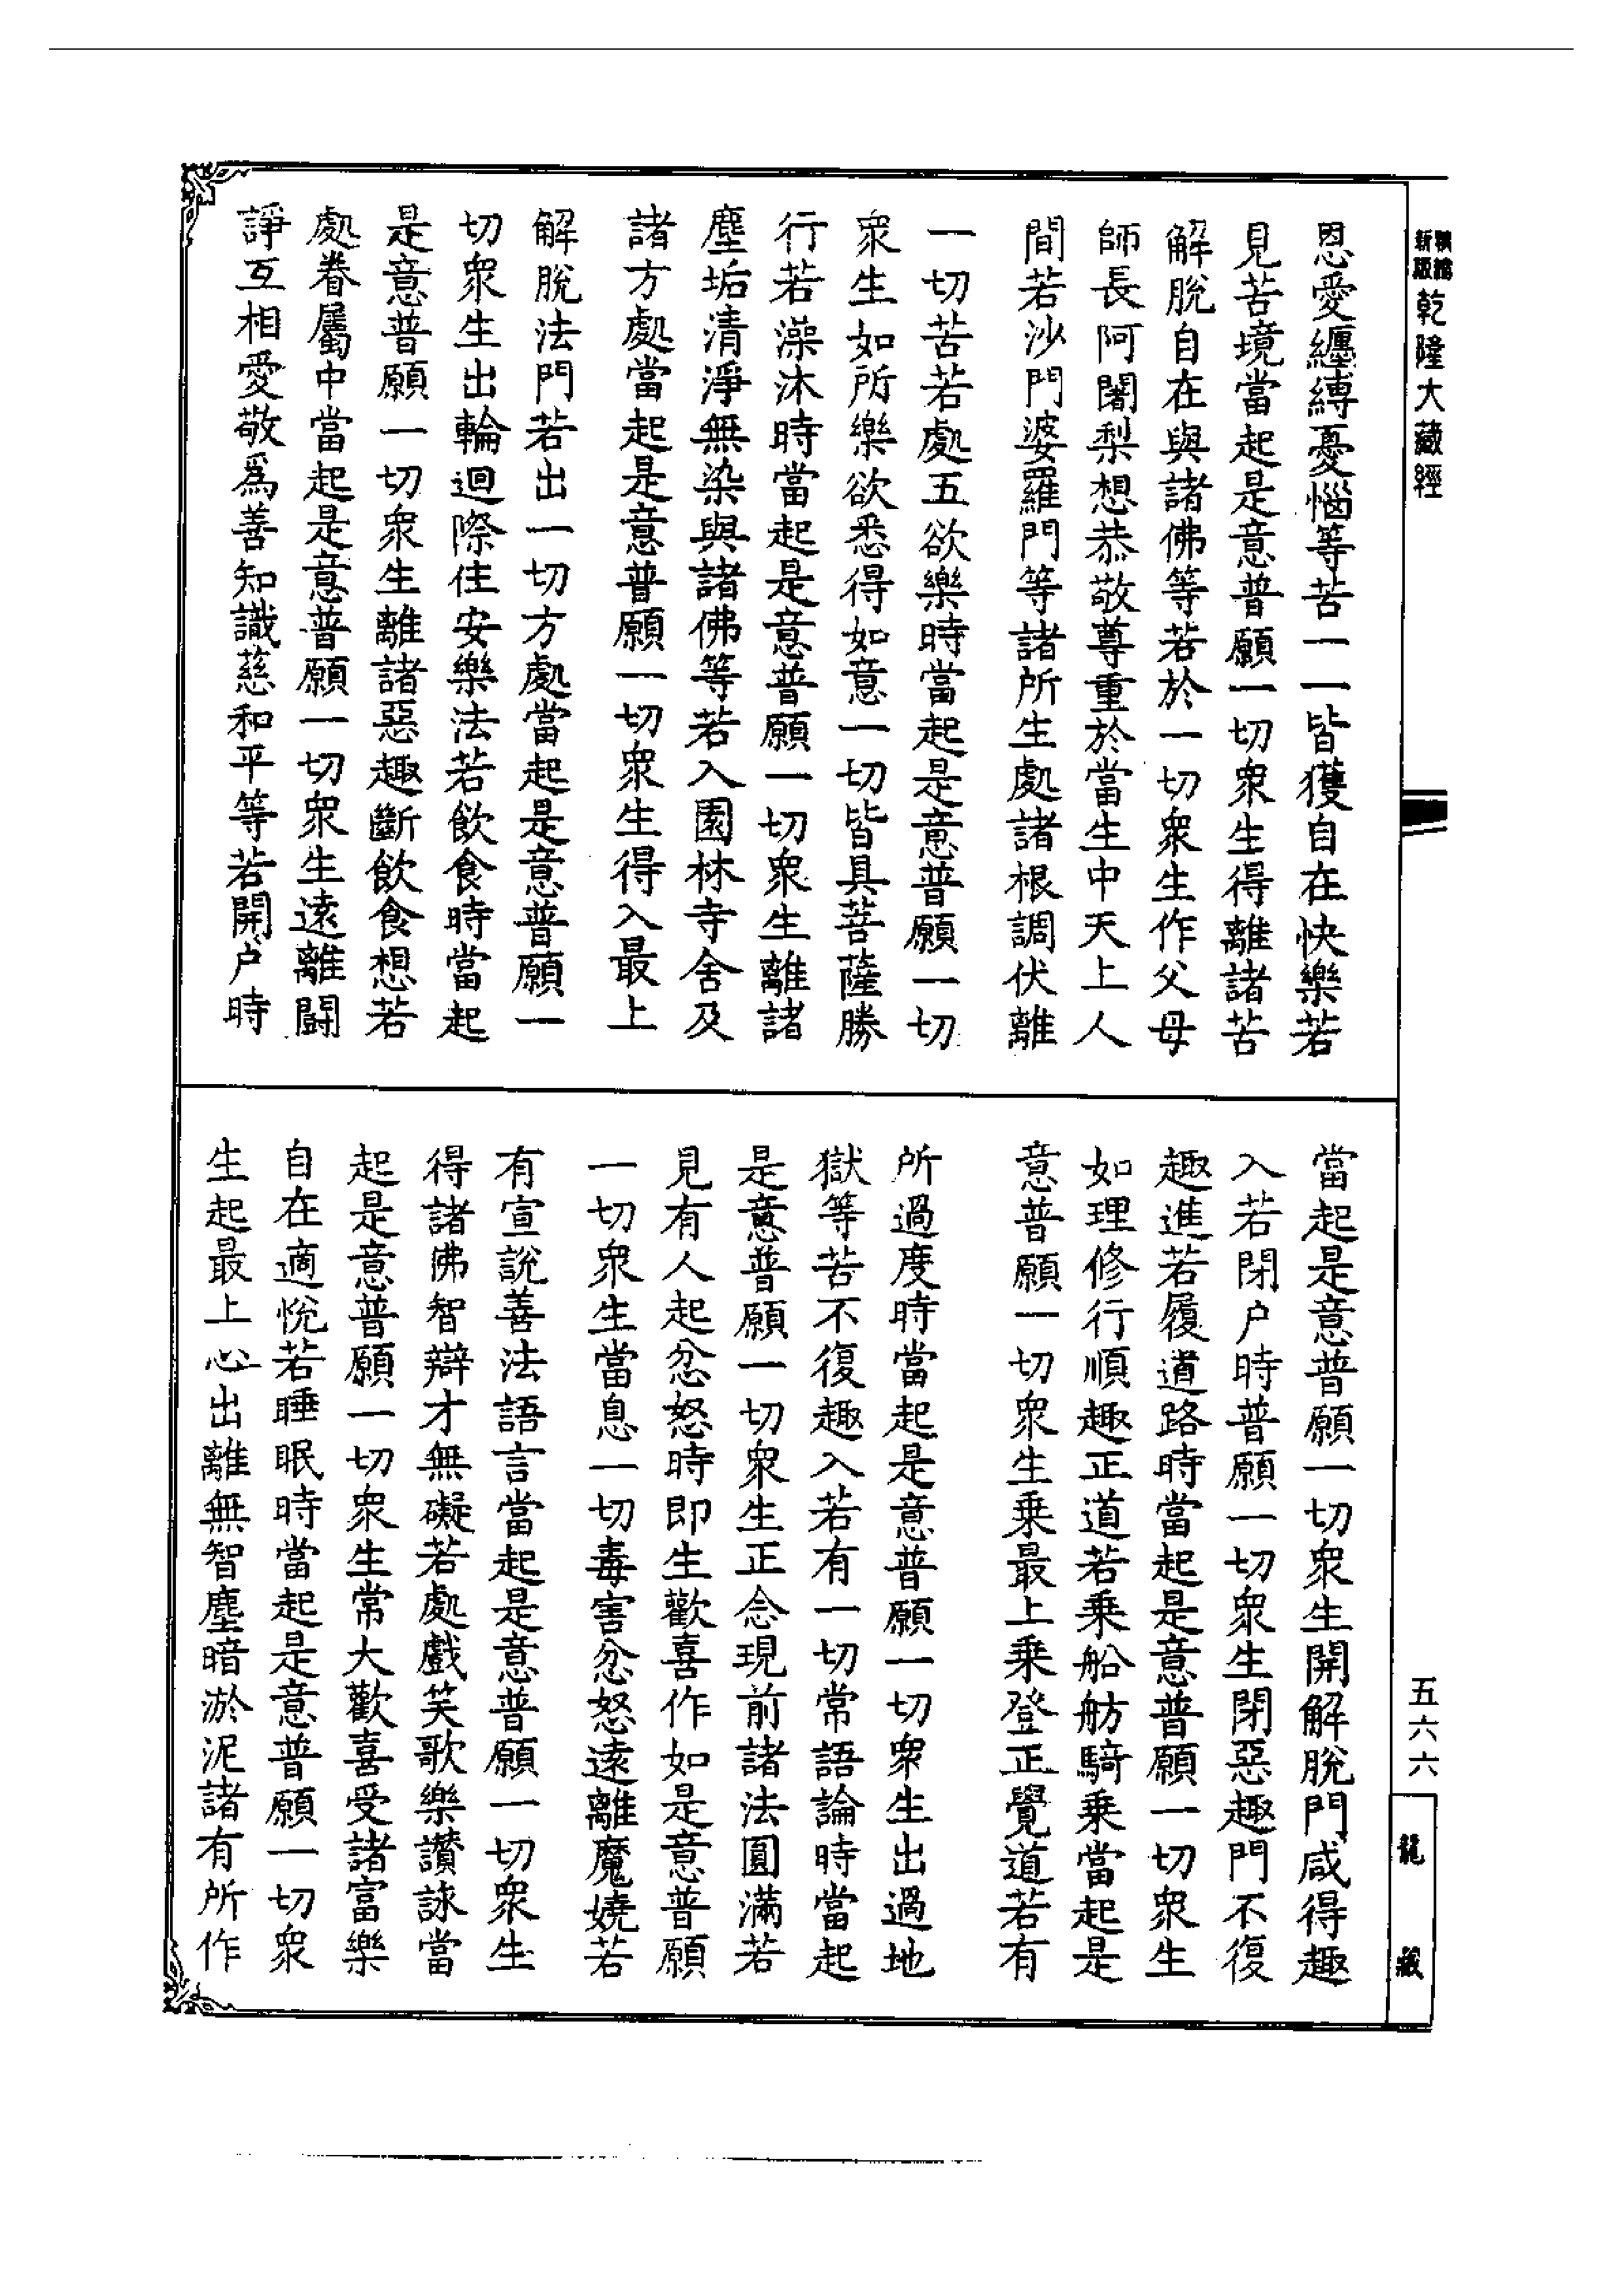 新編
縮版
乾隆大藏經
恩愛纏縛憂惱等苦一一皆獲自在快樂若
見苦境當起是意普願一切衆生得離諸苦
解脫自在與諸佛等若於一切衆生作父母
師長阿闍梨想恭敬尊重於當生中天上人
間若沙門婆羅門等諸所生處諸根調伏離
一切苦若處五欲樂時當起是意普願一切
衆生如所樂欲悉得如意一切皆具菩薩勝
行若澡沐時當起是意普願一切衆生離諸
塵垢清淨無染與諸佛等若入園林寺舍及
諸方處當起是意普願一切衆生得入最上
解脫法門若出一切方處當起是意普願一
切衆生出輪迴際住安樂法若飲食時當起
是意普願一切衆生離諸惡趣斷飲食想若
處眷屬中當起是意普願一切衆生遠離鬭
諍互相愛敬爲善知識慈和平等若開户時
當起是意普願一切衆生開解脫門咸得趣
入若閉户時普願一切衆生閉惡趣門不復
趣進若履道路時當起是意普願一切衆生
如理修行順趣正道若乘船舫騎乘當起是
意普願一切衆生乘最上乘登正覺道若有
所過度時當起是意普願一切衆生出過地
獄等苦不復趣入若有一切常語論時當起
是意普願一切衆生正念現前諸法圓滿若
見有人起忿怒時即生歡喜作如是意普願
一切衆生當息一切毒害忿怒遠離魔嬈若
有宣說善法語言當起是意普願一切衆生
得諸佛智辯才無礙若處戲笑歌樂讚詠當
起是意普願一切衆生常大歡喜受諸富樂
自在適悅若睡眠時當起是意普願一切衆
生起最上心出離無智塵暗淤泥諸有所作
五六六
龍藏